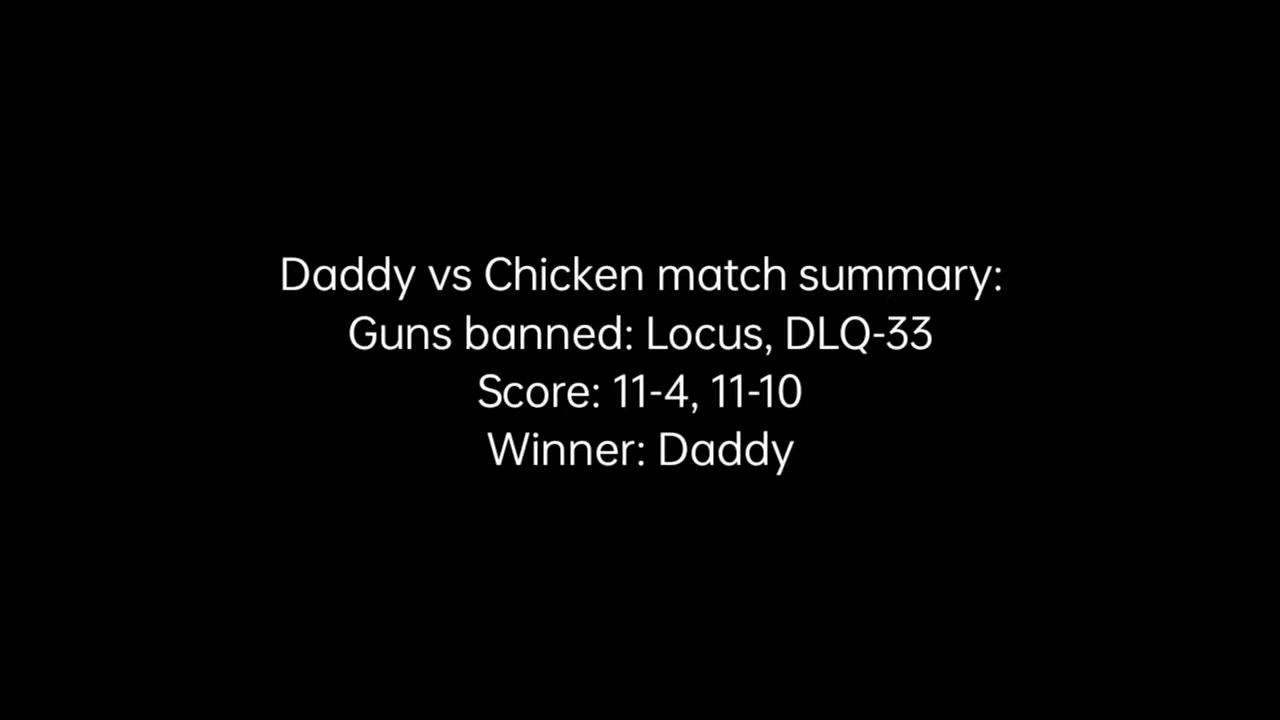 Daddy vs Chicken match summary:
Guns banned: Locus, DLQ-33
Score: 11-4, 11-10
Winner: Daddy